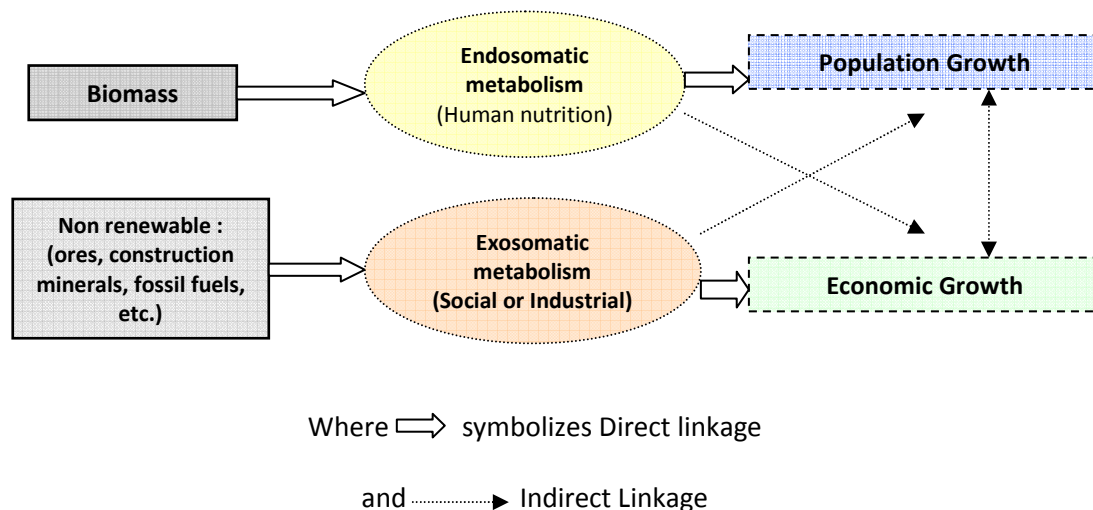 Biomass
Endosomatic
metabolism
(Human nutrition)
Population Growth
Non renewable :
(ores, construction
minerals, fossil fuels,
etc.)
Exosomatic
metabolism
(Social or Industrial)
Economic Growth
Where symbolizes Direct linkage
and Indirect Linkage